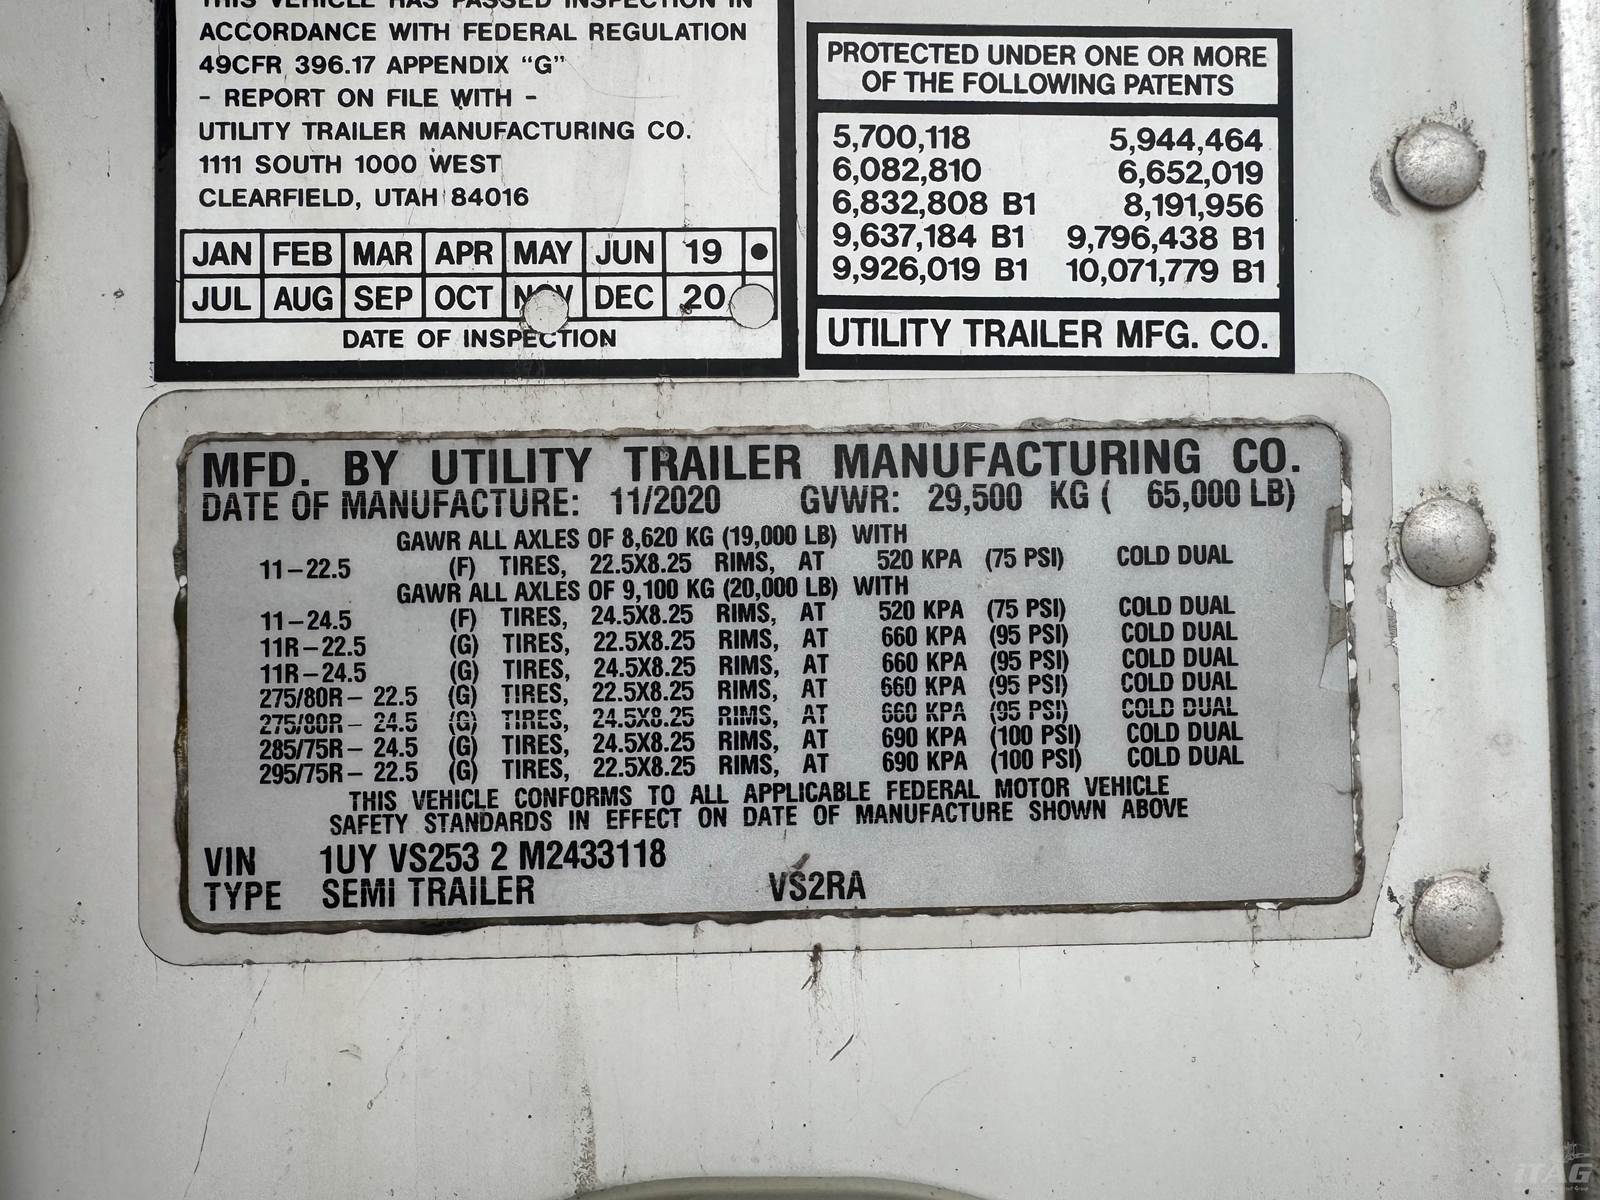 THIS VEHICLE HAS PASSED INSPECTION IN
ACCORDANCE WITH FEDERAL REGULATION
49CFR 396.17 APPENDIX “G”
- REPORT ON FILE WITH -
UTILITY TRAILER MANUFACTURING CO.
1111 SOUTH 1000 WEST
CLEARFIELD, UTAH 84016
JAN FEB MAR APR MAY JUN 19 •
JUL AUG SEP OCT NOV DEC 20
DATE OF INSPECTION
PROTECTED UNDER ONE OR MORE
OF THE FOLLOWING PATENTS
5,700,118 5,944,464
6,082,810 6,652,019
6,832,808 B1 8,191,956
9,637,184 B1 9,796,438 B1
9,926,019 B1 10,071,779 B1
UTILITY TRAILER MFG. CO.
MFD. BY UTILITY TRAILER MANUFACTURING CO.
DATE OF MANUFACTURE: 11/2020 GVWR: 29,500 KG ( 65,000 LB)
GAWR ALL AXLES OF 8,620 KG (19,000 LB) WITH
11-22.5 (F) TIRES, 22.5X8.25 RIMS, AT 520 KPA (75 PSI) COLD DUAL
GAWR ALL AXLES OF 9,100 KG (20,000 LB) WITH
11-24.5 (F) TIRES, 24.5X8.25 RIMS, AT 520 KPA (75 PSI) COLD DUAL
11R-22.5 (G) TIRES, 22.5X8.25 RIMS, AT 660 KPA (95 PSI) COLD DUAL
11R-24.5 (G) TIRES, 24.5X8.25 RIMS, AT 660 KPA (95 PSI) COLD DUAL
275/80R- 22.5 (G) TIRES, 22.5X8.25 RIMS, AT 660 KPA (95 PSI) COLD DUAL
275/80R- 24.5 (G) TIRES, 24.5X8.25 RIMS, AT 660 KPA (95 PSI) COLD DUAL
285/75R- 24.5 (G) TIRES, 24.5X8.25 RIMS, AT 690 KPA (100 PSI) COLD DUAL
295/75R- 22.5 (G) TIRES, 22.5X8.25 RIMS, AT 690 KPA (100 PSI) COLD DUAL
THIS VEHICLE CONFORMS TO ALL APPLICABLE FEDERAL MOTOR VEHICLE
SAFETY STANDARDS IN EFFECT ON DATE OF MANUFACTURE SHOWN ABOVE
VIN 1UY VS253 2 M2433118
TYPE SEMI TRAILER VS2RA
iTAG